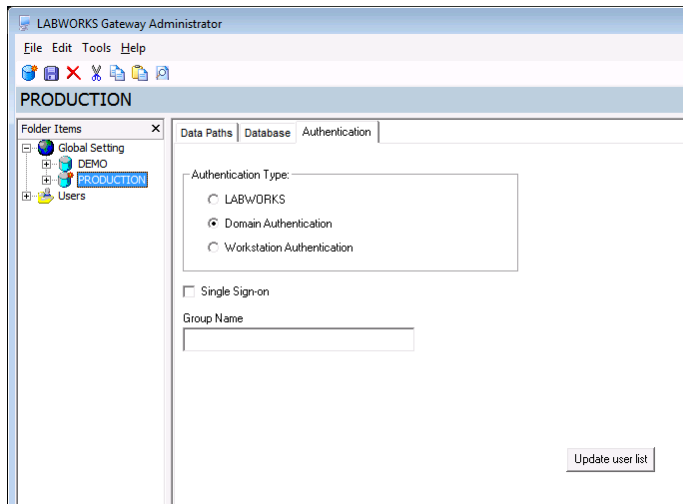 LABWORKS Gateway Administrator
File Edit Tools Help
PRODUCTION
Folder Items
Global Setting
DEMO
PRODUCTION
Users
Data Paths Database Authentication
Authentication Type:
LABWORKS
Domain Authentication
Workstation Authentication
Single Sign-on
Group Name
Update user list